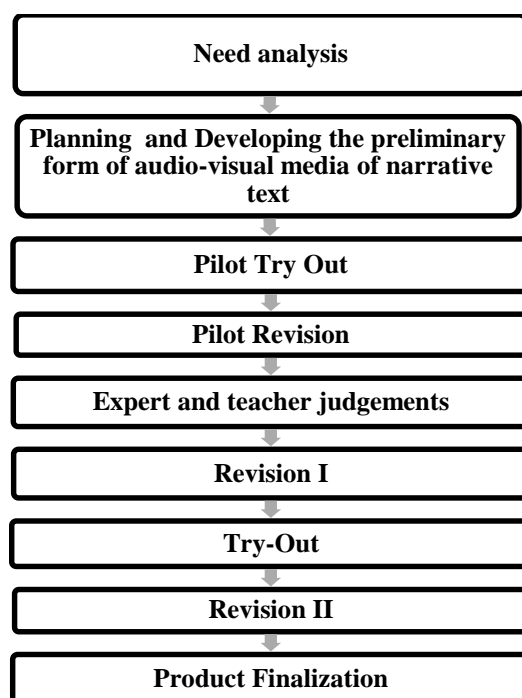 Need analysis
Planning and Developing the preliminary
form of audio-visual media of narrative
text
Pilot Try Out
Pilot Revision
Expert and teacher judgements
Revision I
Try-Out
Revision II
Product Finalization